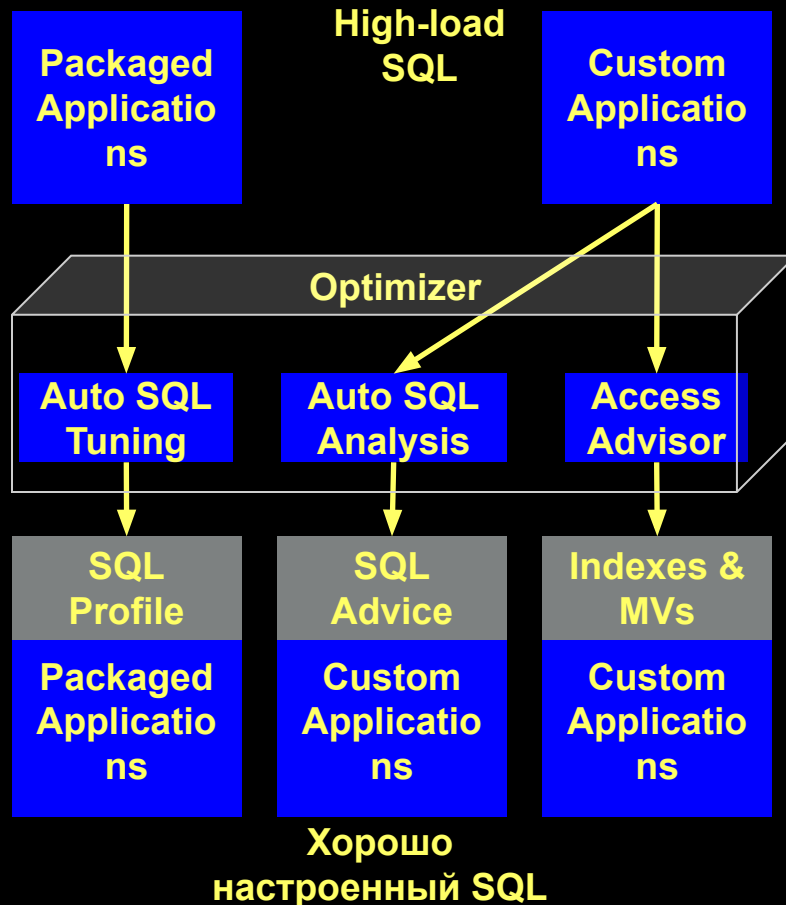 High-load
SQL
Packaged
Applicatio
ns
Custom
Applicatio
ns
Optimizer
Auto SQL
Tuning
Auto SQL
Analysis
Access
Advisor
SQL
Profile
SQL
Advice
Indexes &
MVs
Packaged
Applicatio
ns
Custom
Applicatio
ns
Custom
Applicatio
ns
Хорошо
настроенный SQL